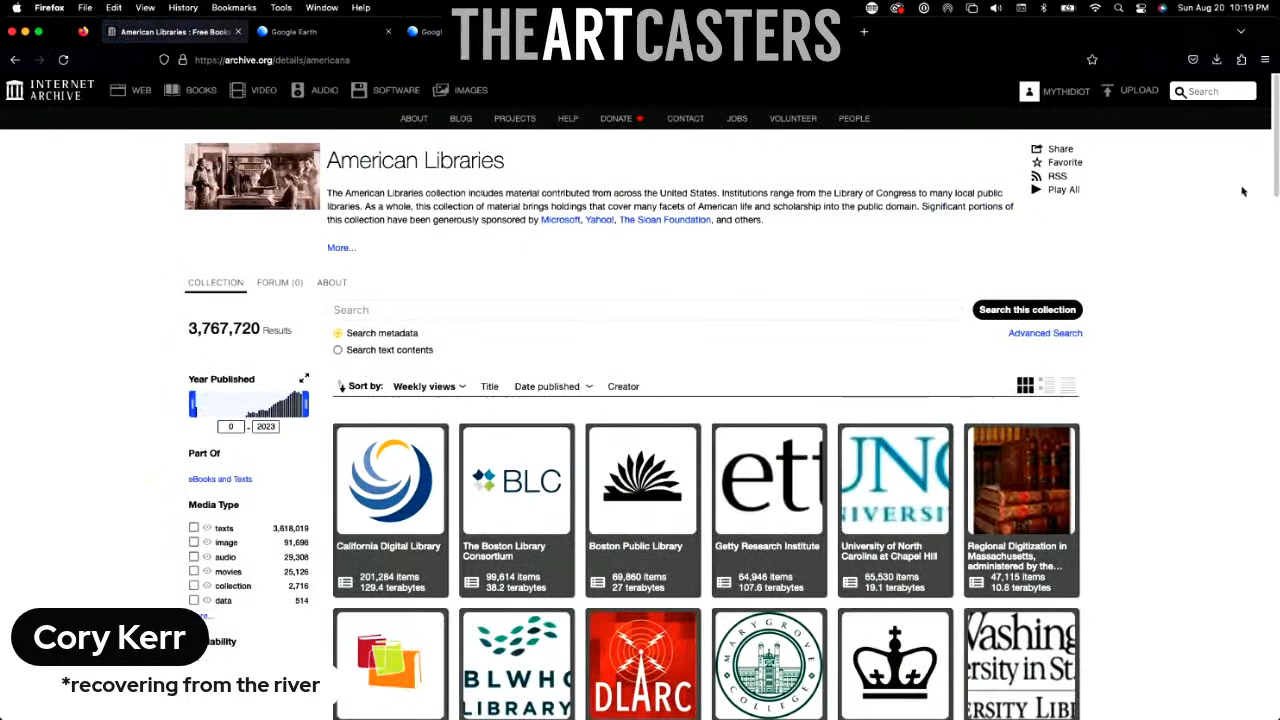 Firefox File Edit View History Bookmarks Tools Window Help
Sun Aug 20 10:19 PM
American Libraries : Free Books
Google Earth
Googl
THEARTCASTERS
https://archive.org/details/americana
INTERNET
ARCHIVE
WEB BOOKS VIDEO AUDIO SOFTWARE IMAGES
MYTHIDIOT UPLOAD Search
ABOUT BLOG PROJECTS HELP DONATE CONTACT JOBS VOLUNTEER PEOPLE
American Libraries
The American Libraries collection includes material contributed from across the United States. Institutions range from the Library of Congress to many local public
libraries. As a whole, this collection of material brings holdings that cover many facets of American life and scholarship into the public domain. Significant portions of
this collection have been generously sponsored by Microsoft, Yahoo!, The Sloan Foundation, and others.
More...
Share
Favorite
RSS
Play All
COLLECTION FORUM (0) ABOUT
3,767,720 Results
Search
Search this collection
Search metadata
Advanced Search
Search text contents
Year Published
0 - 2023
Part Of
eBooks and Texts
Media Type
texts 3,618,019
image 91,698
audio 29,308
movies 25,126
collection 2,716
data 514
Sort by: Weekly views Title Date published Creator
California Digital Library
201,284 items
129.4 terabytes
BLC
The Boston Library
Consortium
99,614 items
38.2 terabytes
Boston Public Library
69,860 items
27 terabytes
Getty Research Institute
64,946 items
107.6 terabytes
UNC
University of North
Carolina at Chapel Hill
65,530 items
19.1 terabytes
Regional Digitization in
Massachusetts,
administered by the...
47,115 items
10.8 terabytes
BLWHC
LIBRARY
DLARC
MARYGROVE
COLLEGE
Cory Kerr
*recovering from the river